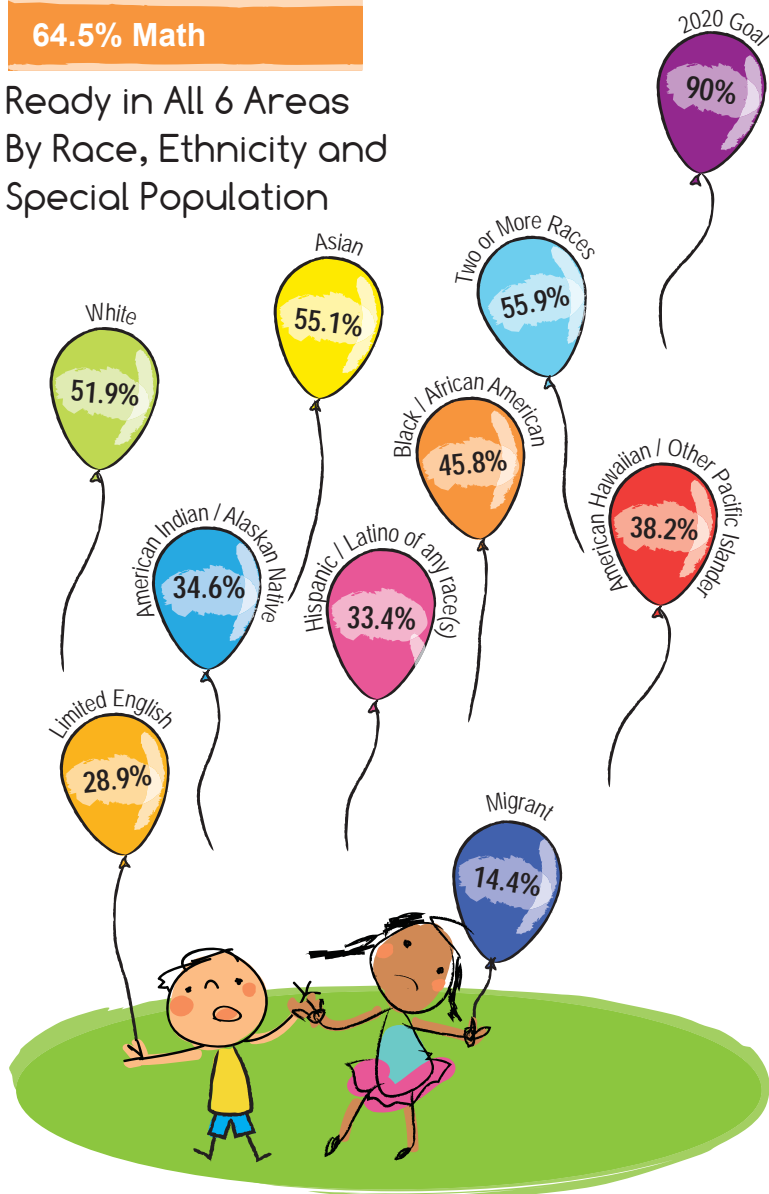 64.5% Math
Ready in All 6 Areas
By Race, Ethnicity and
Special Population
2020 Goal
90%
Asian
55.1%
Two or More Races
55.9%
White
51.9%
Black / African American
45.8%
American Hawaiian / Other Pacific Islander
38.2%
American Indian / Alaskan Native
34.6%
Hispanic / Latino of any race(s)
33.4%
Limited English
28.9%
Migrant
14.4%